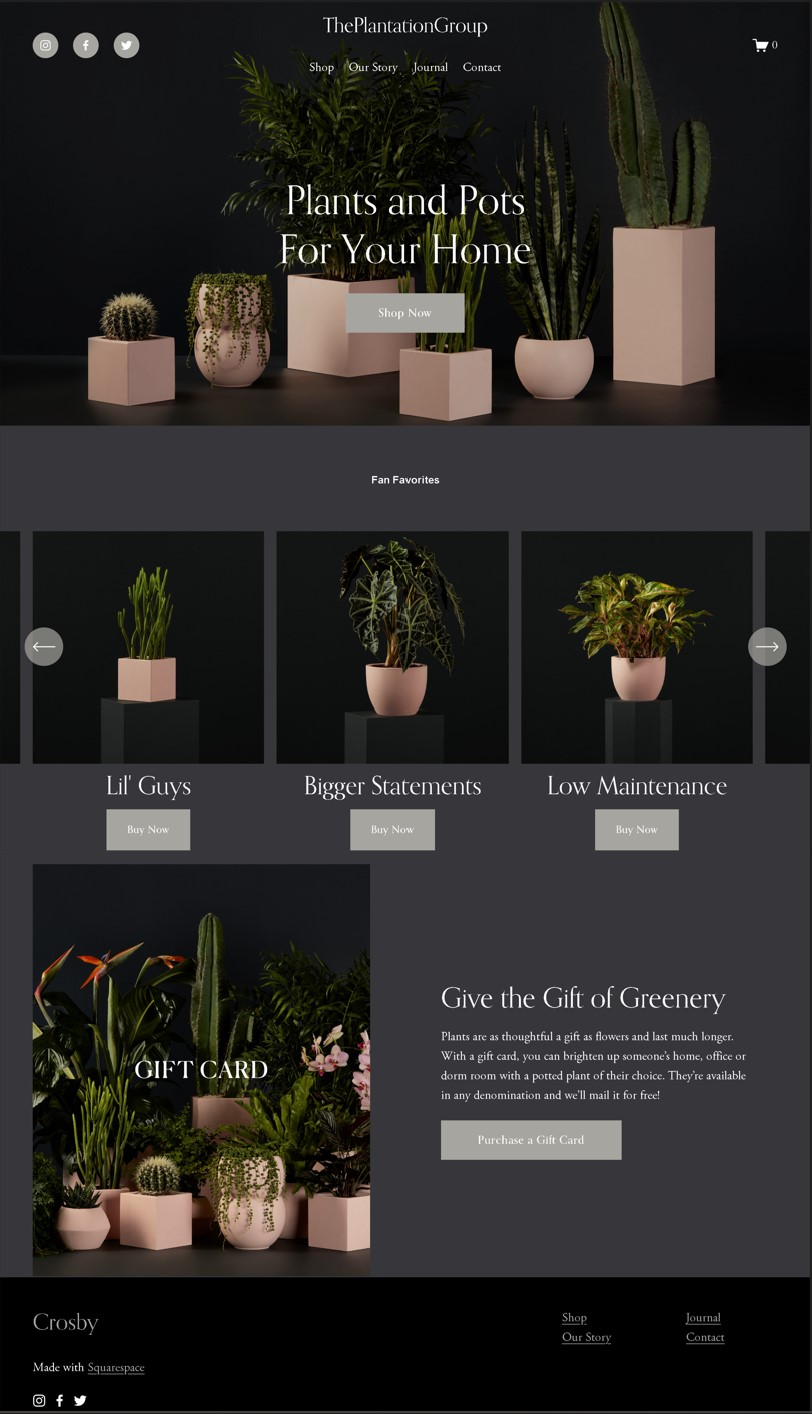 ThePlantationGroup
0
Shop Our Story Journal Contact
Plants and Pots
For Your Home
Shop Now
Fan Favorites
Lil' Guys
Buy Now
Bigger Statements
Buy Now
Low Maintenance
Buy Now
GIFT CARD
Give the Gift of Greenery
Plants are as thoughtful a gift as flowers and last much longer.
With a gift card, you can brighten up someone's home, office or
dorm room with a potted plant of their choice. They're available
in any denomination and we'll mail it for free!
Purchase a Gift Card
Crosby
Made with Squarespace
Shop
Our Story
Journal
Contact